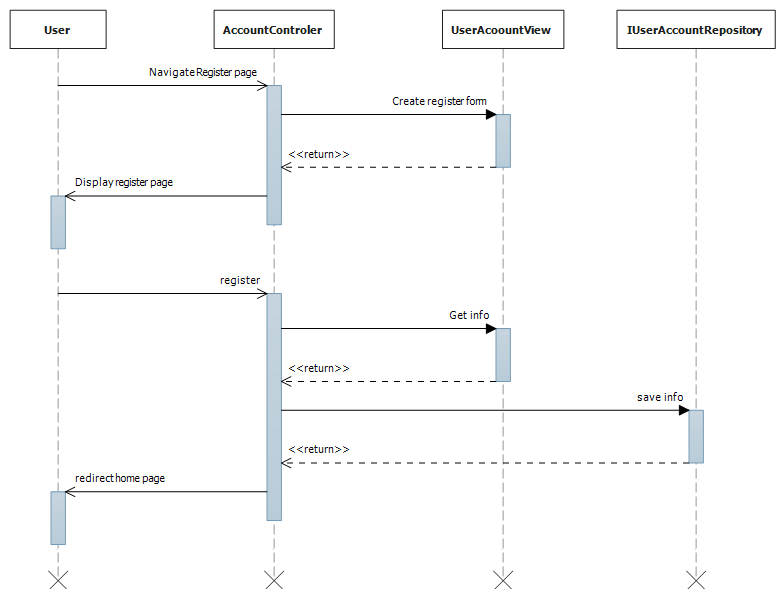 User
AccountControler
UserAcoountView
IUserAccountRepository
Navigate Register page
Create register form
<<return>>
Display register page
register
Get info
<<return>>
save info
<<return>>
redirect home page